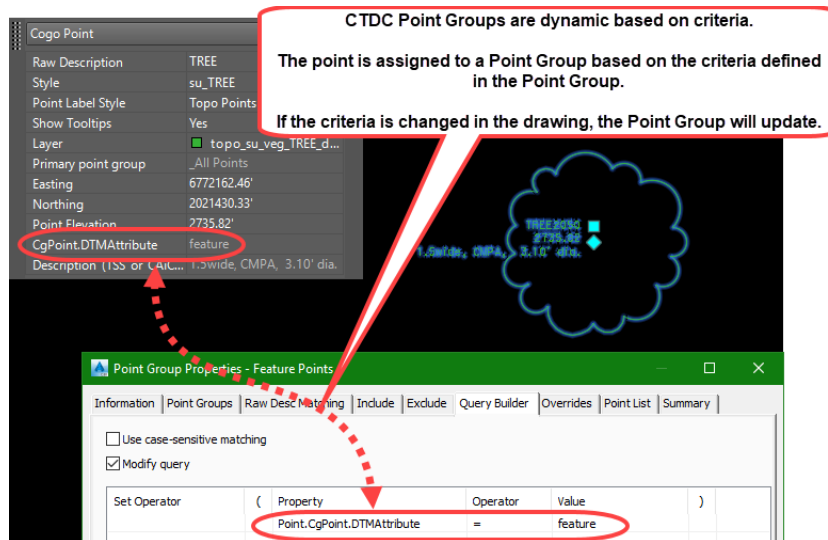 CTDC Point Groups are dynamic based on criteria.
The point is assigned to a Point Group based on the criteria defined
in the Point Group.
If the criteria is changed in the drawing, the Point Group will update.
Cogo Point
Raw Description TREE
Style su_TREE
Point Label Style Topo Points
Show Tooltips Yes
Layer topo_su_veg_TREE_d...
Primary point group _All Points
Easting 6772162.46'
Northing 2021430.33'
Point Elevation 2735.82'
CgPoint.DTMAttribute feature
Description (TSS or CAiC... 1.5wide, CMPA, 3.10' dia.
TREE2050
2735.82
1.5wide, CMPA, 3.10' dia.
Point Group Properties - Feature Points
Information Point Groups Raw Desc Matching Include Exclude Query Builder Overrides Point List Summary
Use case-sensitive matching
Modify query
Set Operator ( Property Operator Value )
Point.CgPoint.DTMAttribute = feature